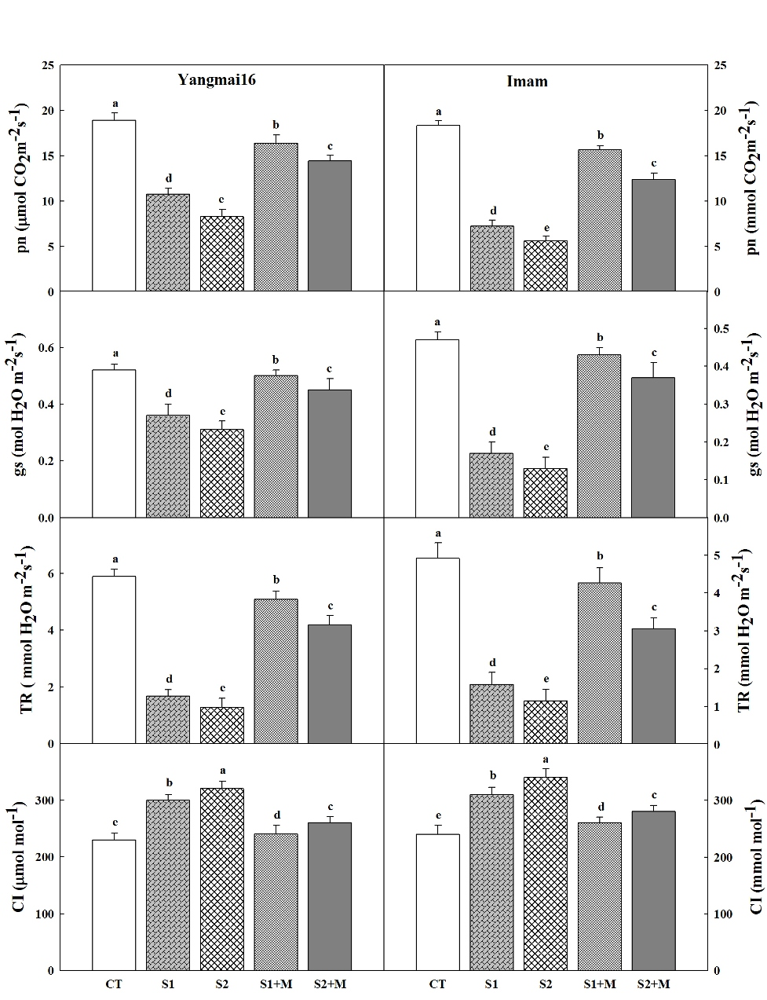 Yangmai16
Imam
25
20
15
10
5
0
pn (μmol CO2m-2s-1)
a
d
e
b
c
a
d
e
b
c
25
20
15
10
5
0
pn (mmol CO2m-2s-1)
0.6
0.4
0.2
0.0
gs (mol H2O m-2s-1)
a
d
e
b
c
a
d
e
b
c
0.5
0.4
0.3
0.2
0.1
0.0
gs (mol H2O m-2s-1)
6
4
2
0
TR ( mmol H2O m-2s-1)
a
d
e
b
c
a
d
e
b
c
5
4
3
2
1
0
TR (mmol H2O m-2s-1)
300
200
100
0
CI (μmol mol-1)
e
b
a
d
c
e
b
a
d
c
300
200
100
0
CI (mmol mol-1)
CT S1 S2 S1+M S2+M
CT S1 S2 S1+M S2+M